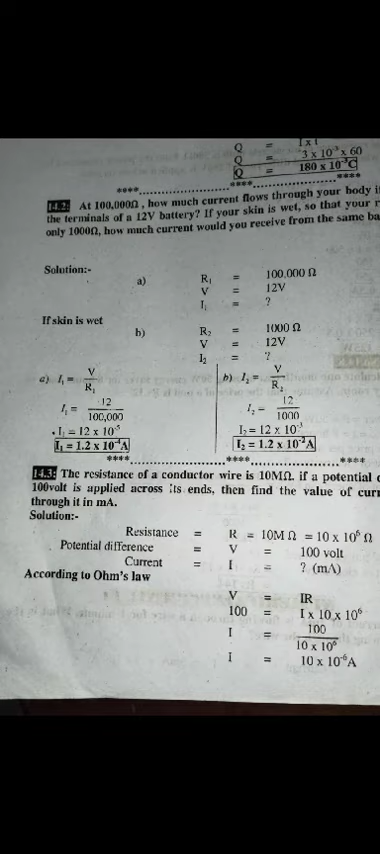 Q = I x t
Q = 3 x 10⁻³ x 60
Q = 180 x 10⁻³C
**** **** ****
14.2: At 100,000Ω , how much current flows through your body i
the terminals of a 12V battery? If your skin is wet, so that your r
only 1000Ω, how much current would you receive from the same ba
Solution:-
a) R₁ = 100.000 Ω
V = 12V
I₁ = ?
If skin is wet
b) R₂ = 1000 Ω
V = 12V
I₂ = ?
a) I₁ = V / R₁
I₁ = 12 / 100,000
I₁ = 12 x 10⁻⁵
I₁ = 1.2 x 10⁻⁴A
b) I₂ = V / R₂
I₂ = 12 / 1000
I₂ = 12 x 10⁻³
I₂ = 1.2 x 10⁻²A
**** **** ****
14.3: The resistance of a conductor wire is 10MΩ. if a potential
100volt is applied across its ends, then find the value of curr
through it in mA.
Solution:-
Resistance = R = 10M Ω = 10 x 10⁶ Ω
Potential difference = V = 100 volt
Current = I = ? (mA)
According to Ohm's law
V = IR
100 = I x 10 x 10⁶
I = 100 / 10 x 10⁶
I = 10 x 10⁻⁶A